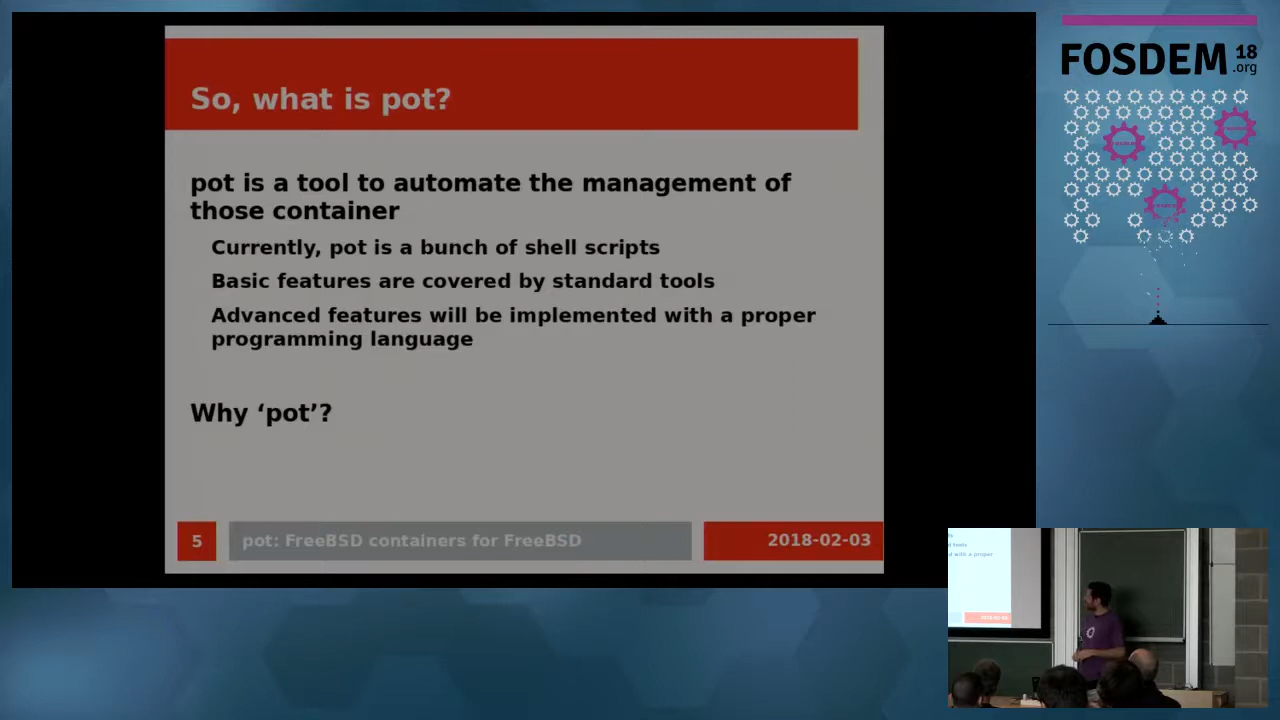 So, what is pot?
pot is a tool to automate the management of
those container
Currently, pot is a bunch of shell scripts
Basic features are covered by standard tools
Advanced features will be implemented with a proper
programming language
Why ‘pot’?
5
pot: FreeBSD containers for FreeBSD
2018-02-03
FOSDEM 18
.org